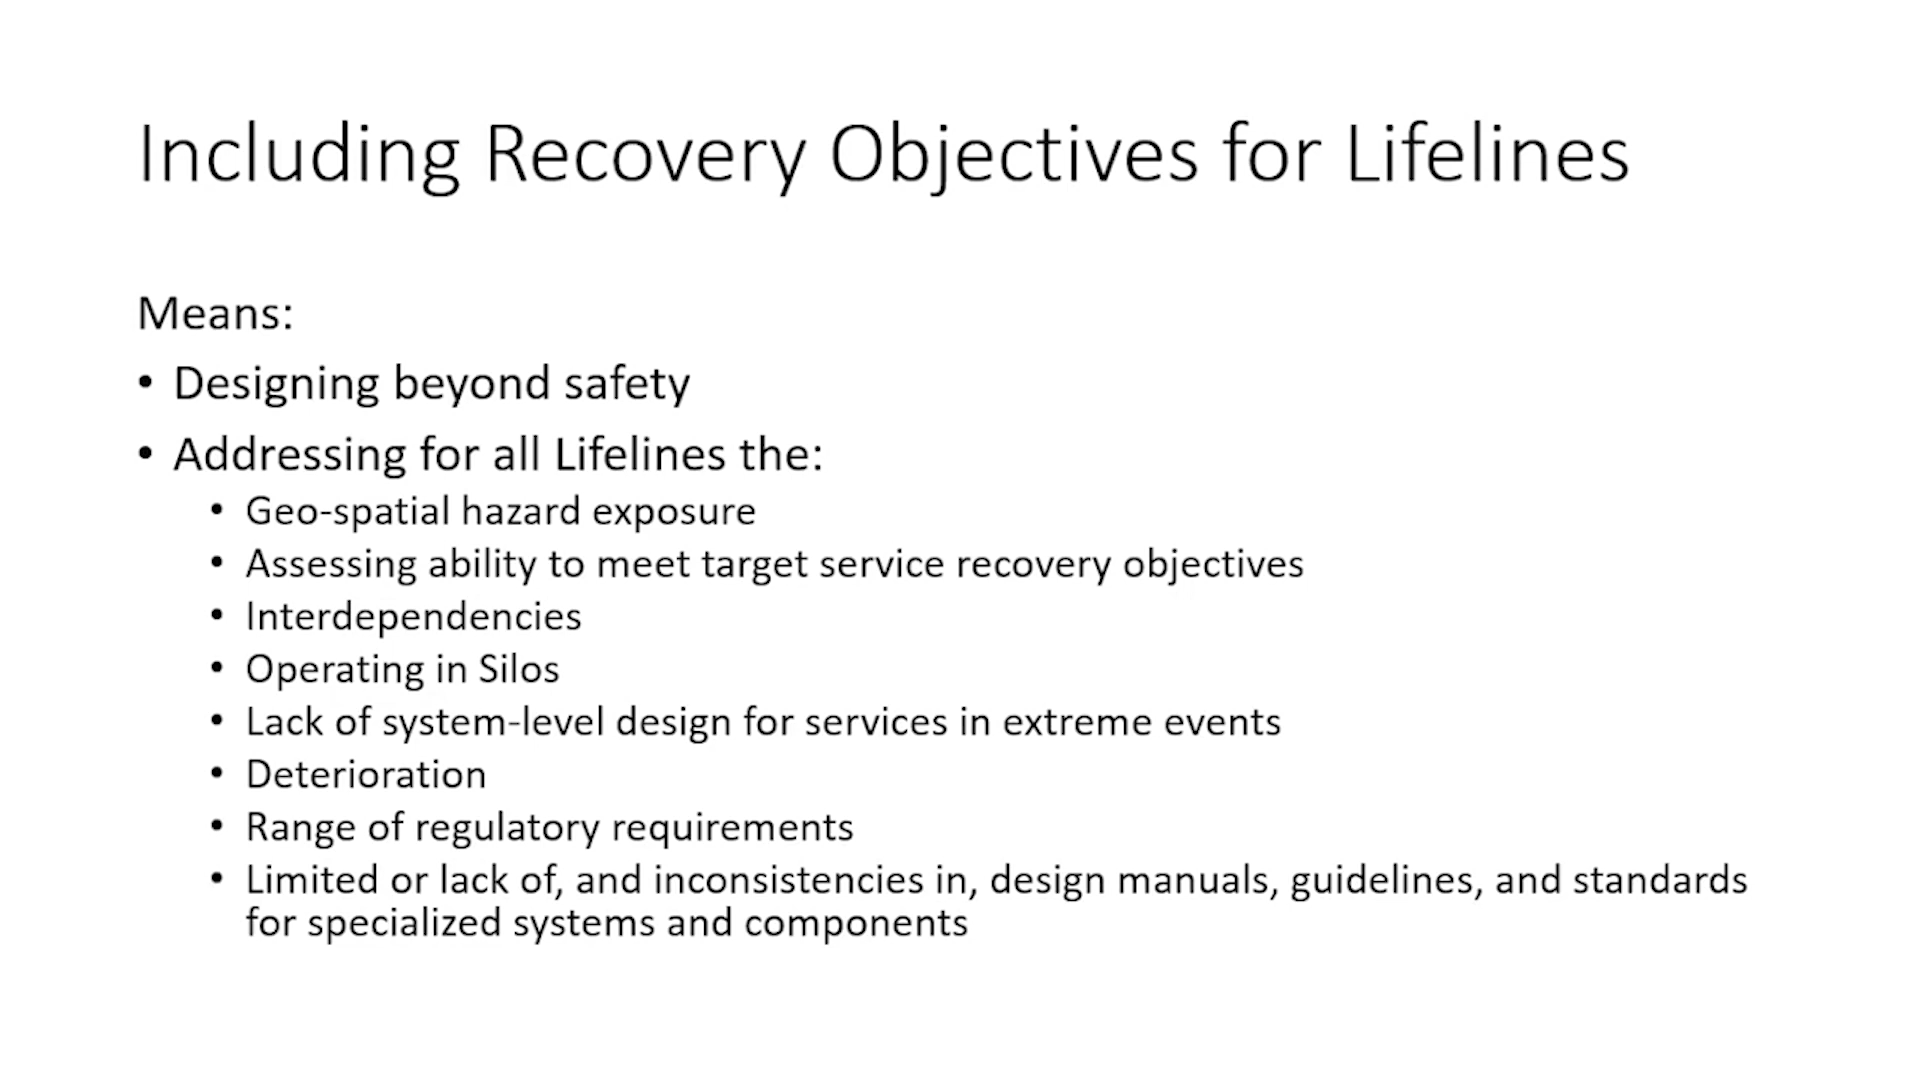 Including Recovery Objectives for Lifelines
Means:
• Designing beyond safety
• Addressing for all Lifelines the:
• Geo-spatial hazard exposure
• Assessing ability to meet target service recovery objectives
• Interdependencies
• Operating in Silos
• Lack of system-level design for services in extreme events
• Deterioration
• Range of regulatory requirements
• Limited or lack of, and inconsistencies in, design manuals, guidelines, and standards
for specialized systems and components